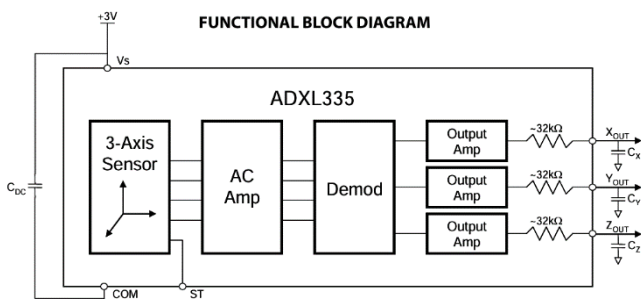 FUNCTIONAL BLOCK DIAGRAM
+3V
Vs
ADXL335
3-Axis
Sensor
AC
Amp
Demod
Output
Amp
Output
Amp
Output
Amp
~32kΩ
~32kΩ
~32kΩ
XOUT
CX
YOUT
CY
ZOUT
CZ
CDC
COM
ST